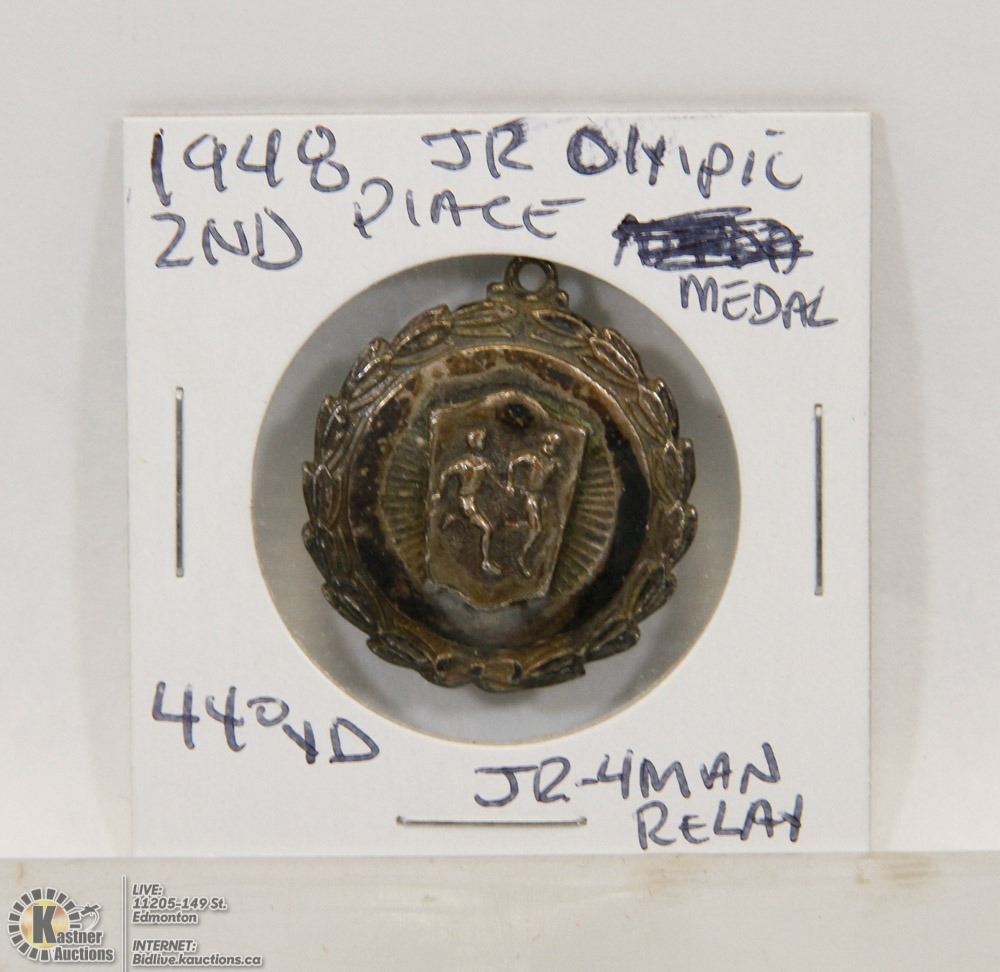 1948 JR Olyipic
2ND PlACE
MEDAL
440YD
JR-4MAN
RELAY
Kastner
Auctions
LIVE:
11205-149 St.
Edmonton
INTERNET:
Bidlive.kauctions.ca